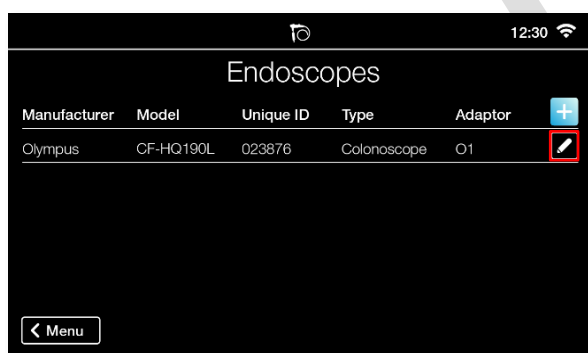 12:30
Endoscopes
Manufacturer Model Unique ID Type Adaptor +
Olympus CF-HQ190L 023876 Colonoscope O1
Menu